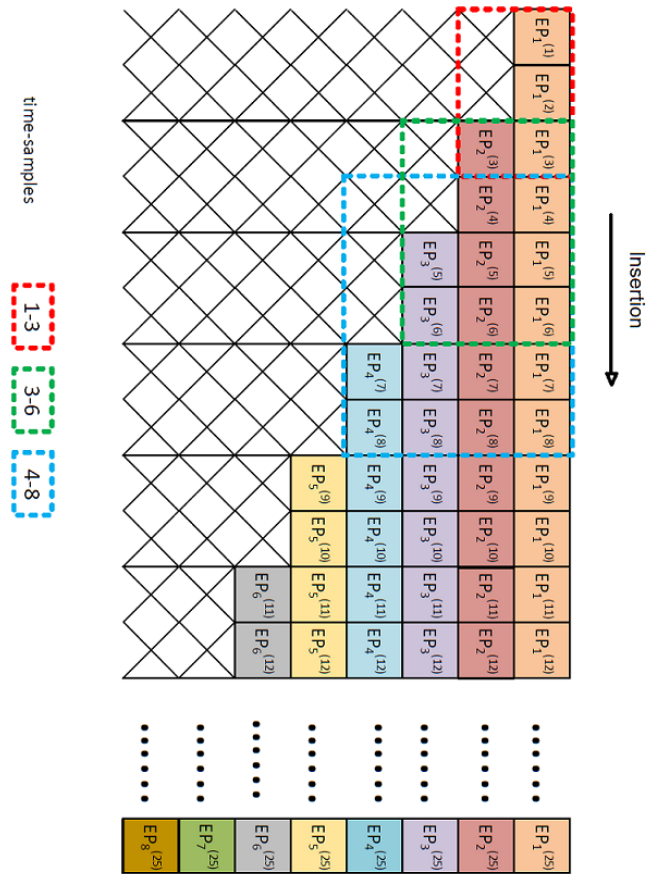 Insertion
EP₁⁽¹⁾ EP₁⁽²⁾ EP₁⁽³⁾ EP₁⁽⁴⁾ EP₁⁽⁵⁾ EP₁⁽⁶⁾ EP₁⁽⁷⁾ EP₁⁽⁸⁾ EP₁⁽⁹⁾ EP₁⁽¹⁰⁾ EP₁⁽¹¹⁾ EP₁⁽¹²⁾ ...... EP₁⁽²⁵⁾
EP₂⁽³⁾ EP₂⁽⁴⁾ EP₂⁽⁵⁾ EP₂⁽⁶⁾ EP₂⁽⁷⁾ EP₂⁽⁸⁾ EP₂⁽⁹⁾ EP₂⁽¹⁰⁾ EP₂⁽¹¹⁾ EP₂⁽¹²⁾ ...... EP₂⁽²⁵⁾
EP₃⁽⁵⁾ EP₃⁽⁶⁾ EP₃⁽⁷⁾ EP₃⁽⁸⁾ EP₃⁽⁹⁾ EP₃⁽¹⁰⁾ EP₃⁽¹¹⁾ EP₃⁽¹²⁾ ...... EP₃⁽²⁵⁾
EP₄⁽⁷⁾ EP₄⁽⁸⁾ EP₄⁽⁹⁾ EP₄⁽¹⁰⁾ EP₄⁽¹¹⁾ EP₄⁽¹²⁾ ...... EP₄⁽²⁵⁾
EP₅⁽⁹⁾ EP₅⁽¹⁰⁾ EP₅⁽¹¹⁾ EP₅⁽¹²⁾ ...... EP₅⁽²⁵⁾
EP₆⁽¹¹⁾ EP₆⁽¹²⁾ ...... EP₆⁽²⁵⁾
...... EP₇⁽²⁵⁾
...... EP₈⁽²⁵⁾
time-samples 1-3 3-6 4-8